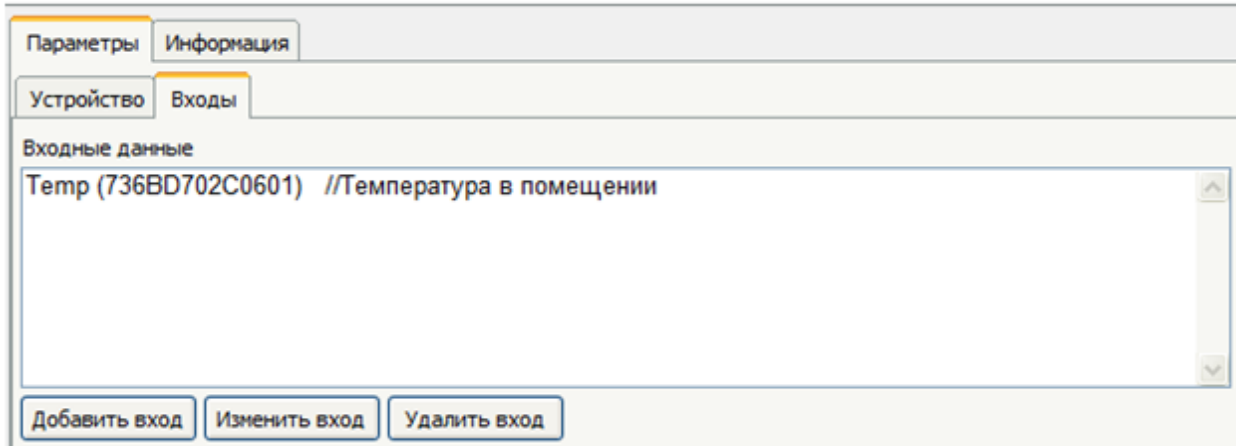 Параметры Информация
Устройство Входы
Входные данные
Temp (736BD702C0601) //Температура в помещении
Добавить вход Изменить вход Удалить вход